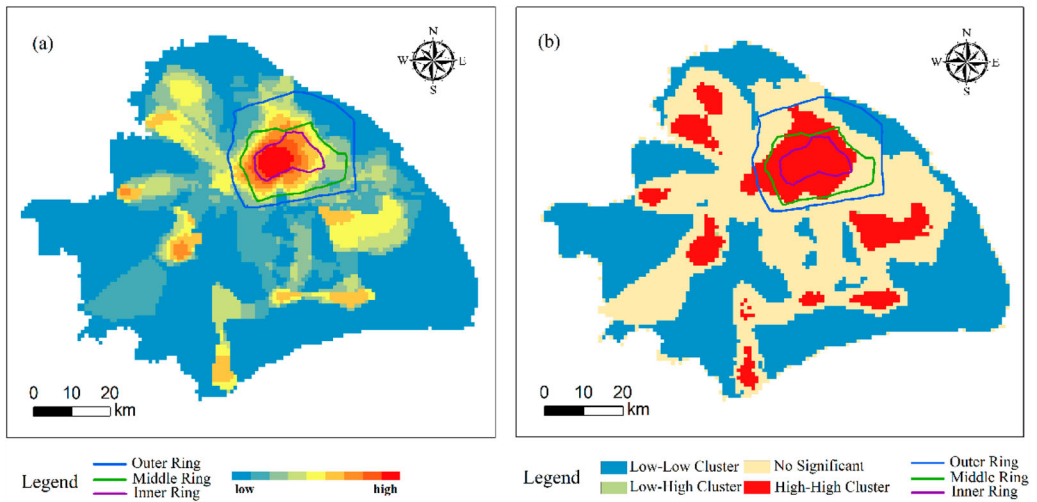 (a)
N
W E
S
0 10 20
km
Legend
Outer Ring
Middle Ring
Inner Ring
low high
(b)
N
W E
S
0 10 20
km
Legend
Low-Low Cluster
No Significant
Outer Ring
Low-High Cluster
High-High Cluster
Middle Ring
Inner Ring